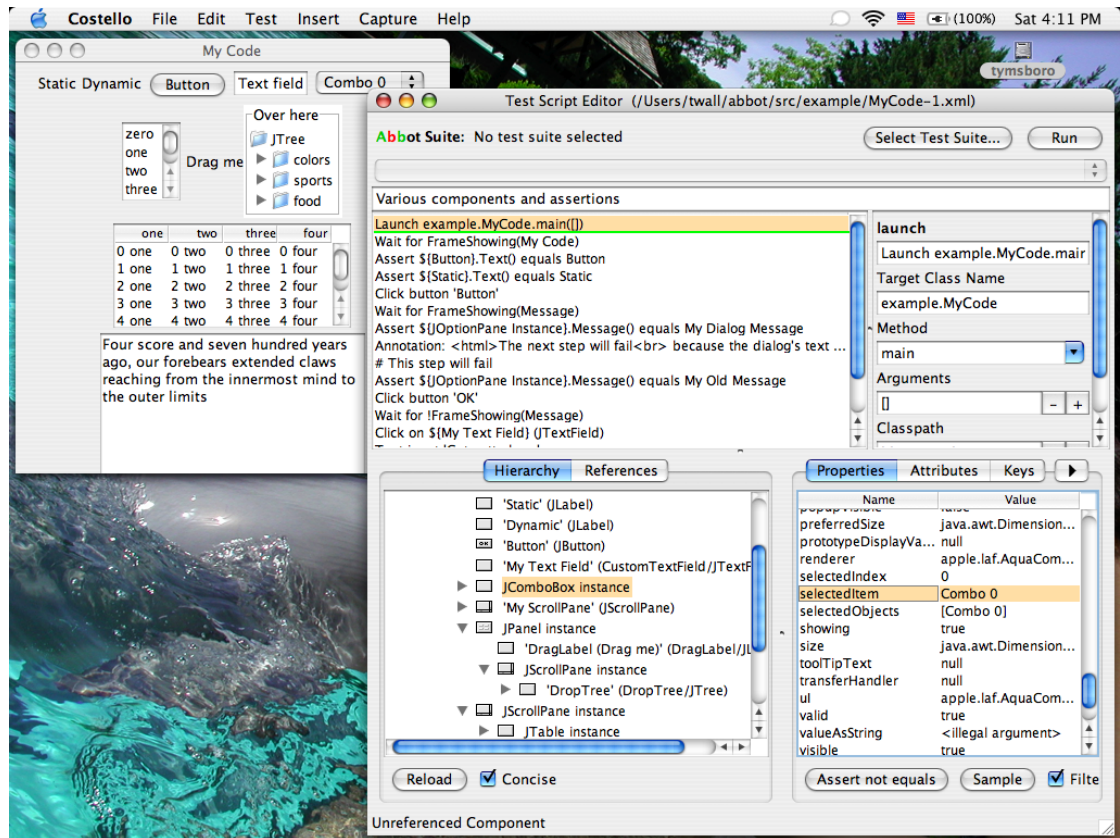 Costello File Edit Test Insert Capture Help (100%) Sat 4:11 PM
tymsboro
My Code
Static Dynamic Button Text field Combo 0
zero
one
two
three
Drag me
Over here
JTree
colors
sports
food
one two three four
0 one 0 two 0 three 0 four
1 one 1 two 1 three 1 four
2 one 2 two 2 three 2 four
3 one 3 two 3 three 3 four
4 one 4 two 4 three 4 four
Four score and seven hundred years
ago, our forebears extended claws
reaching from the innermost mind to
the outer limits
Test Script Editor (/Users/twall/abbot/src/example/MyCode-1.xml)
Abbot Suite: No test suite selected Select Test Suite... Run
Various components and assertions
Launch example.MyCode.main([])
Wait for FrameShowing(My Code)
Assert ${Button}.Text() equals Button
Assert ${Static}.Text() equals Static
Click button 'Button'
Wait for FrameShowing(Message)
Assert ${JOptionPane Instance}.Message() equals My Dialog Message
Annotation: <html>The next step will fail<br> because the dialog's text ...
# This step will fail
Assert ${JOptionPane Instance}.Message() equals My Old Message
Click button 'OK'
Wait for !FrameShowing(Message)
Click on ${My Text Field} (JTextField)
launch
Launch example.MyCode.mair
Target Class Name
example.MyCode
Method
main
Arguments
[] - +
Classpath
Hierarchy References
'Static' (JLabel)
'Dynamic' (JLabel)
OK 'Button' (JButton)
'My Text Field' (CustomTextField/JTextF
JComboBox instance
'My ScrollPane' (JScrollPane)
JPanel instance
'DragLabel (Drag me)' (DragLabel/JL
JScrollPane instance
'DropTree' (DropTree/JTree)
JScrollPane instance
JTable instance
Reload Concise
Properties Attributes Keys
Name Value
popupVisible false
preferredSize java.awt.Dimension...
prototypeDisplayVa... null
renderer apple.laf.AquaCom...
selectedIndex 0
selectedItem Combo 0
selectedObjects [Combo 0]
showing true
size java.awt.Dimension...
toolTipText null
transferHandler null
ui apple.laf.AquaCom...
valid true
valueAsString <illegal argument>
visible true
Assert not equals Sample Filte
Unreferenced Component